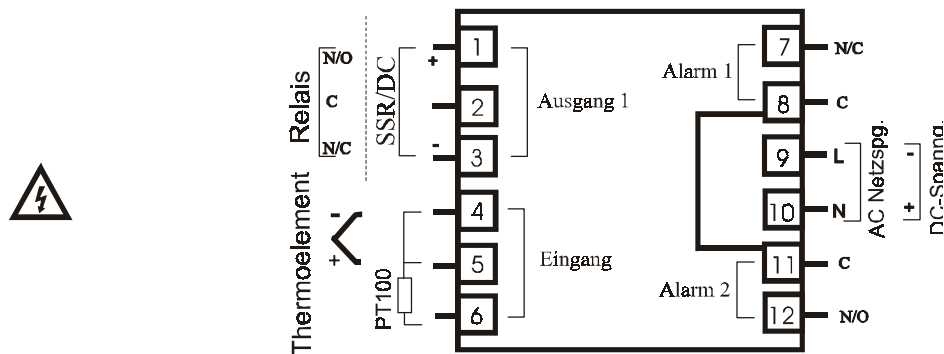 Relais
N/O
C
N/C
SSR/DC
+
-
1
2
3
Ausgang 1
Thermoelement
-
+
PT100
4
5
6
Eingang
Alarm 1
7
N/C
8
C
9
L
10
N
AC Netzspg.
-
+
DC-Spanng.
Alarm 2
11
C
12
N/O